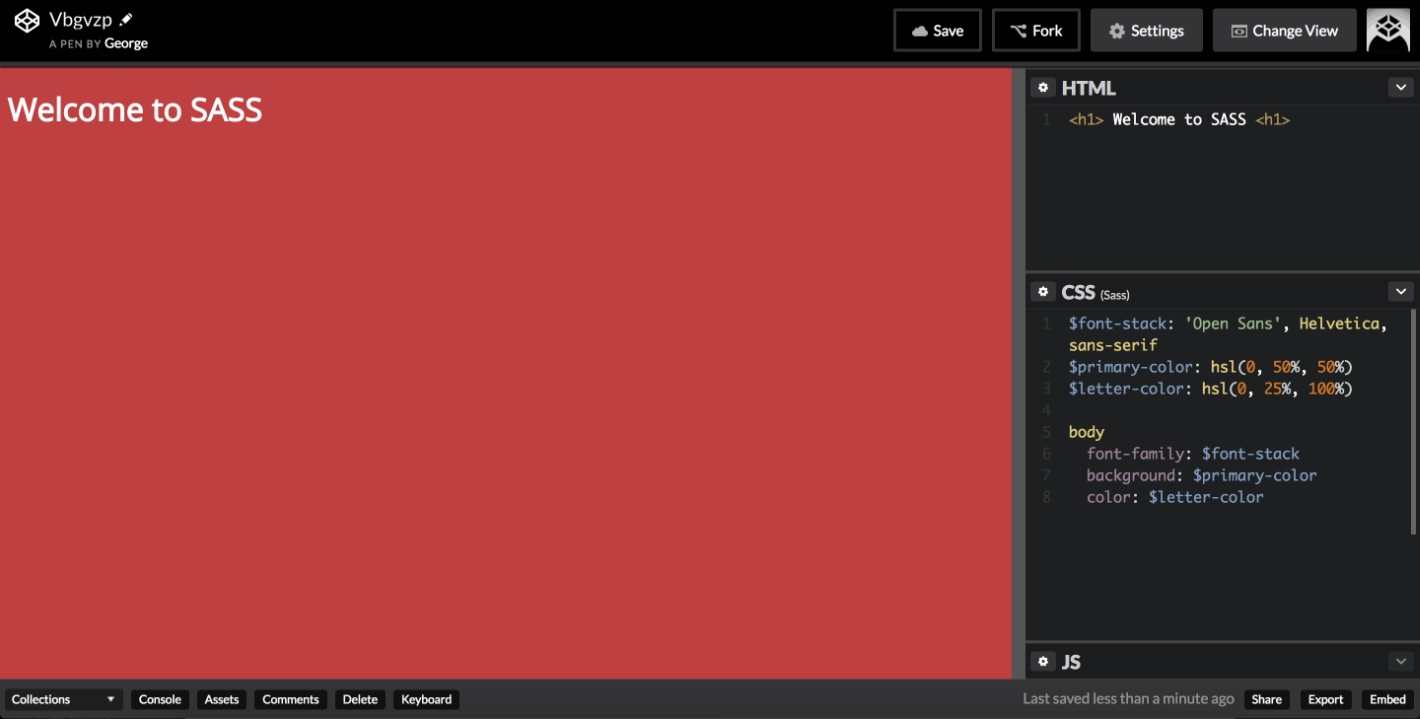 Vbgvzp
A PEN BY George
Save
Fork
Settings
Change View
Welcome to SASS
HTML
1 <h1> Welcome to SASS <h1>
CSS (Sass)
1 $font-stack: 'Open Sans', Helvetica,
sans-serif
2 $primary-color: hsl(0, 50%, 50%)
3 $letter-color: hsl(0, 25%, 100%)
4
5 body
6 font-family: $font-stack
7 background: $primary-color
8 color: $letter-color
JS
Collections
Console
Assets
Comments
Delete
Keyboard
Last saved less than a minute ago
Share
Export
Embed